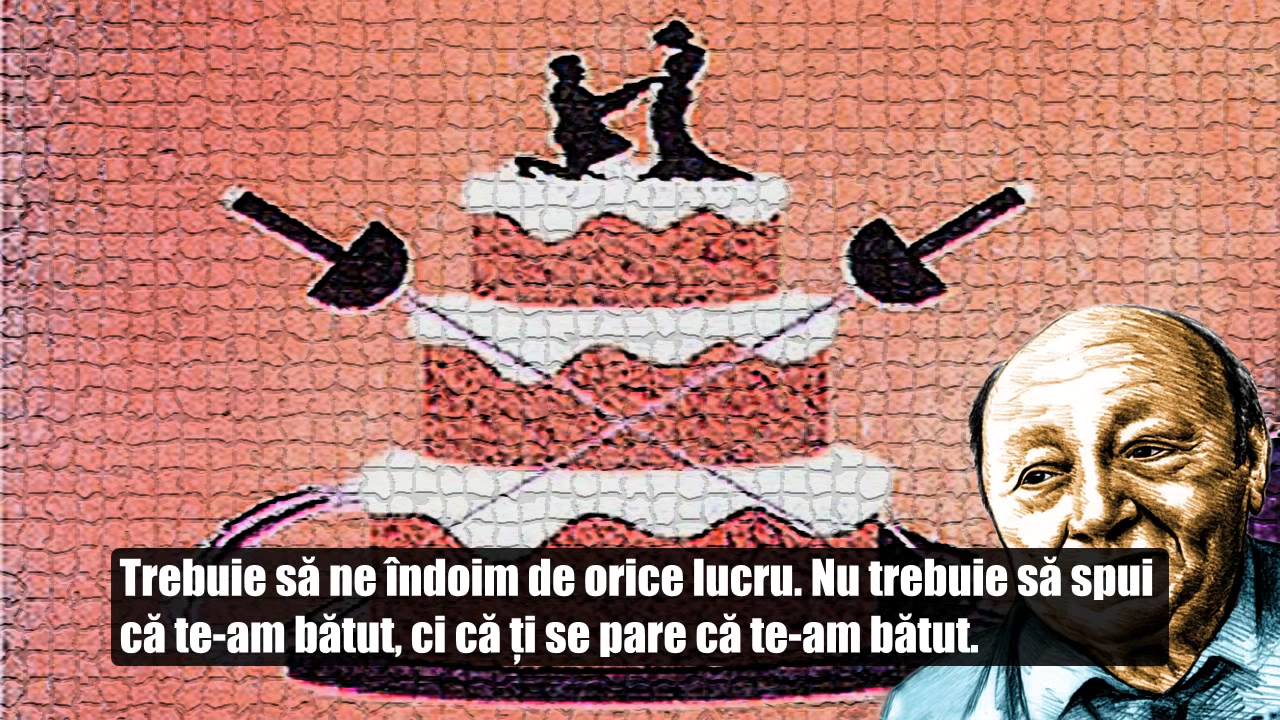 Trebuie să ne îndoim de orice lucru. Nu trebuie să spui
că te-am bătut, ci că ți se pare că te-am bătut.